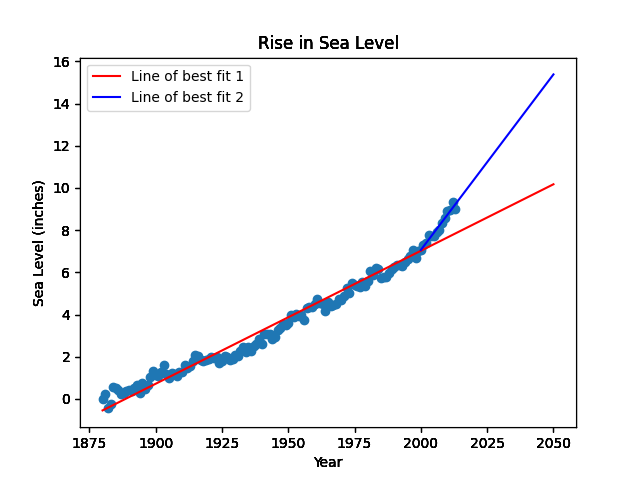 Rise in Sea Level
16
14
12
10
8
6
4
2
0
Sea Level (inches)
Line of best fit 1
Line of best fit 2
1875 1900 1925 1950 1975 2000 2025 2050
Year